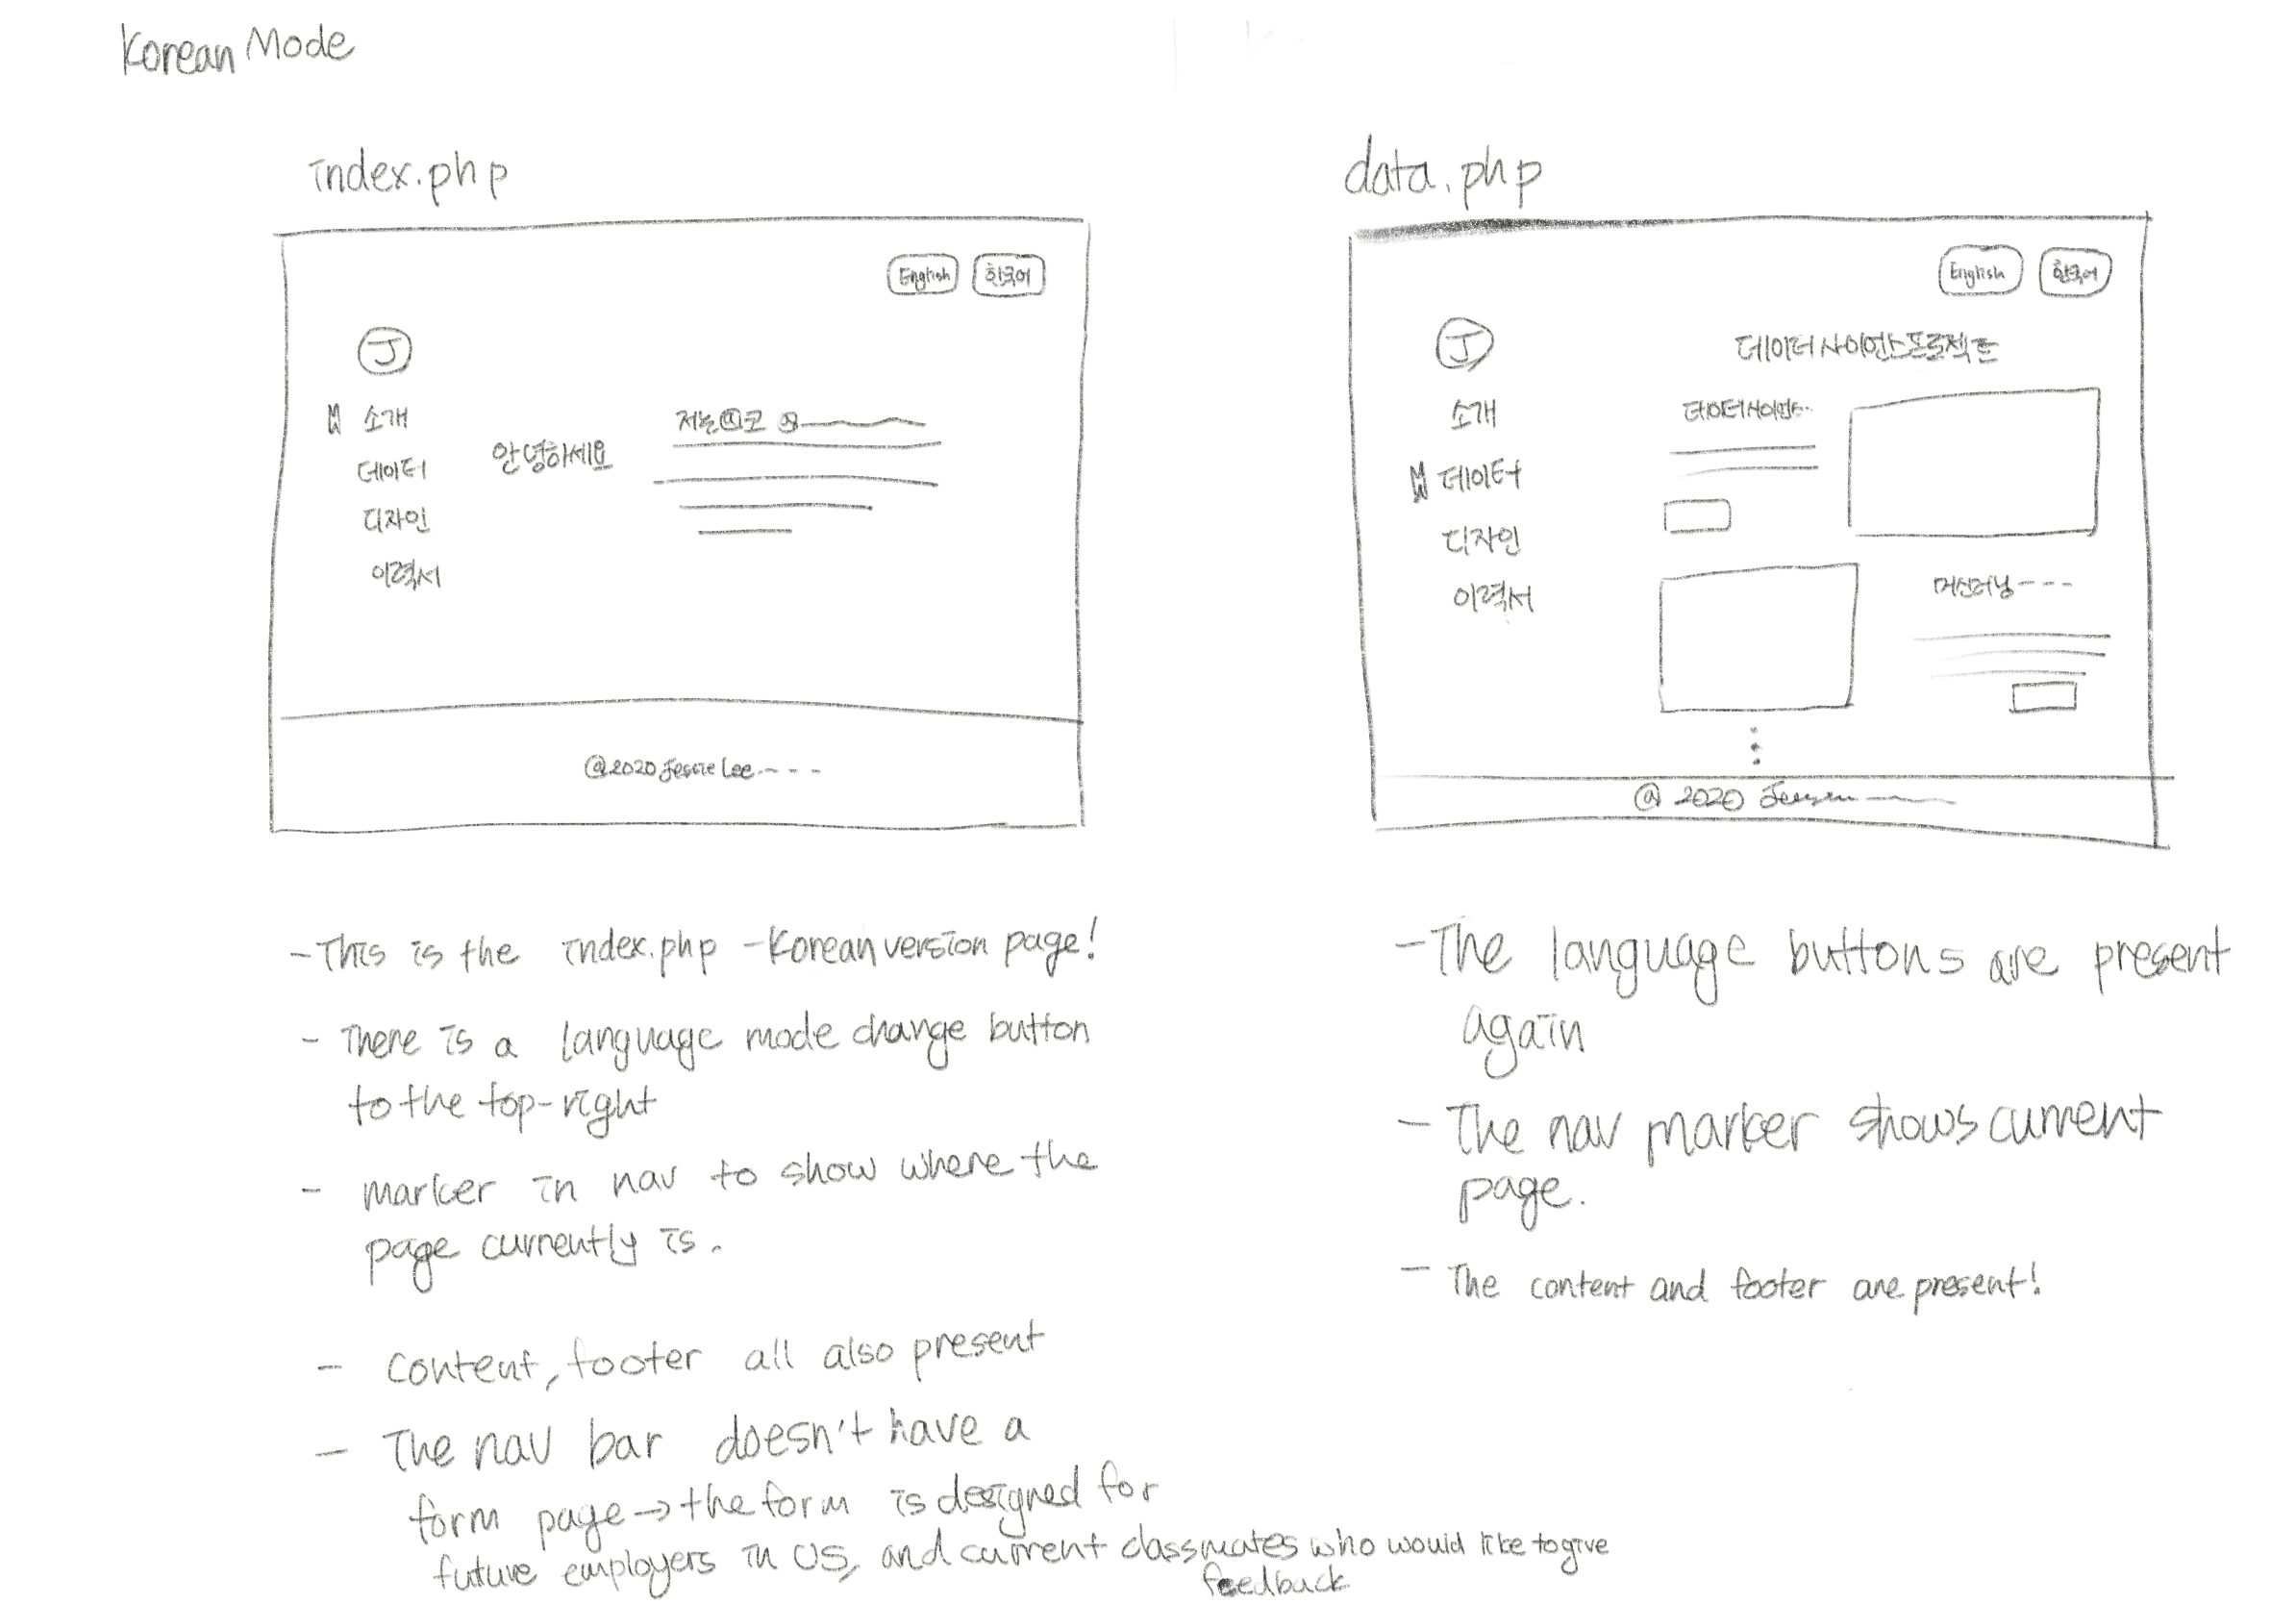 Korean Mode
index.php
English 한국어
J
소개
데이터
디자인
이력서
안녕하세요
저는
@2020 Jessie Lee
- This is the index.php - Korean version page!
- There is a language mode change button
to the top-right
- marker in nav to show where the
page currently is.
- content, footer all also present
- The nav bar doesn't have a
form page → the form is designed for
future employers in US, and current classmates who would like to give
feedback
data.php
English 한국어
J
소개
데이터
디자인
이력서
데이터 사이언스 프로젝트
데이터 사이언스
머신러닝
@ 2020
- The language buttons are present
again
- The nav marker shows current
page.
- The content and footer are present!